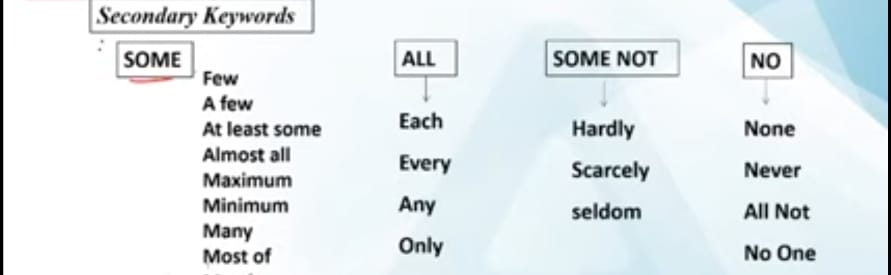 Secondary Keywords
SOME
Few
A few
At least some
Almost all
Maximum
Minimum
Many
Most of
ALL
Each
Every
Any
Only
SOME NOT
Hardly
Scarcely
seldom
NO
None
Never
All Not
No One